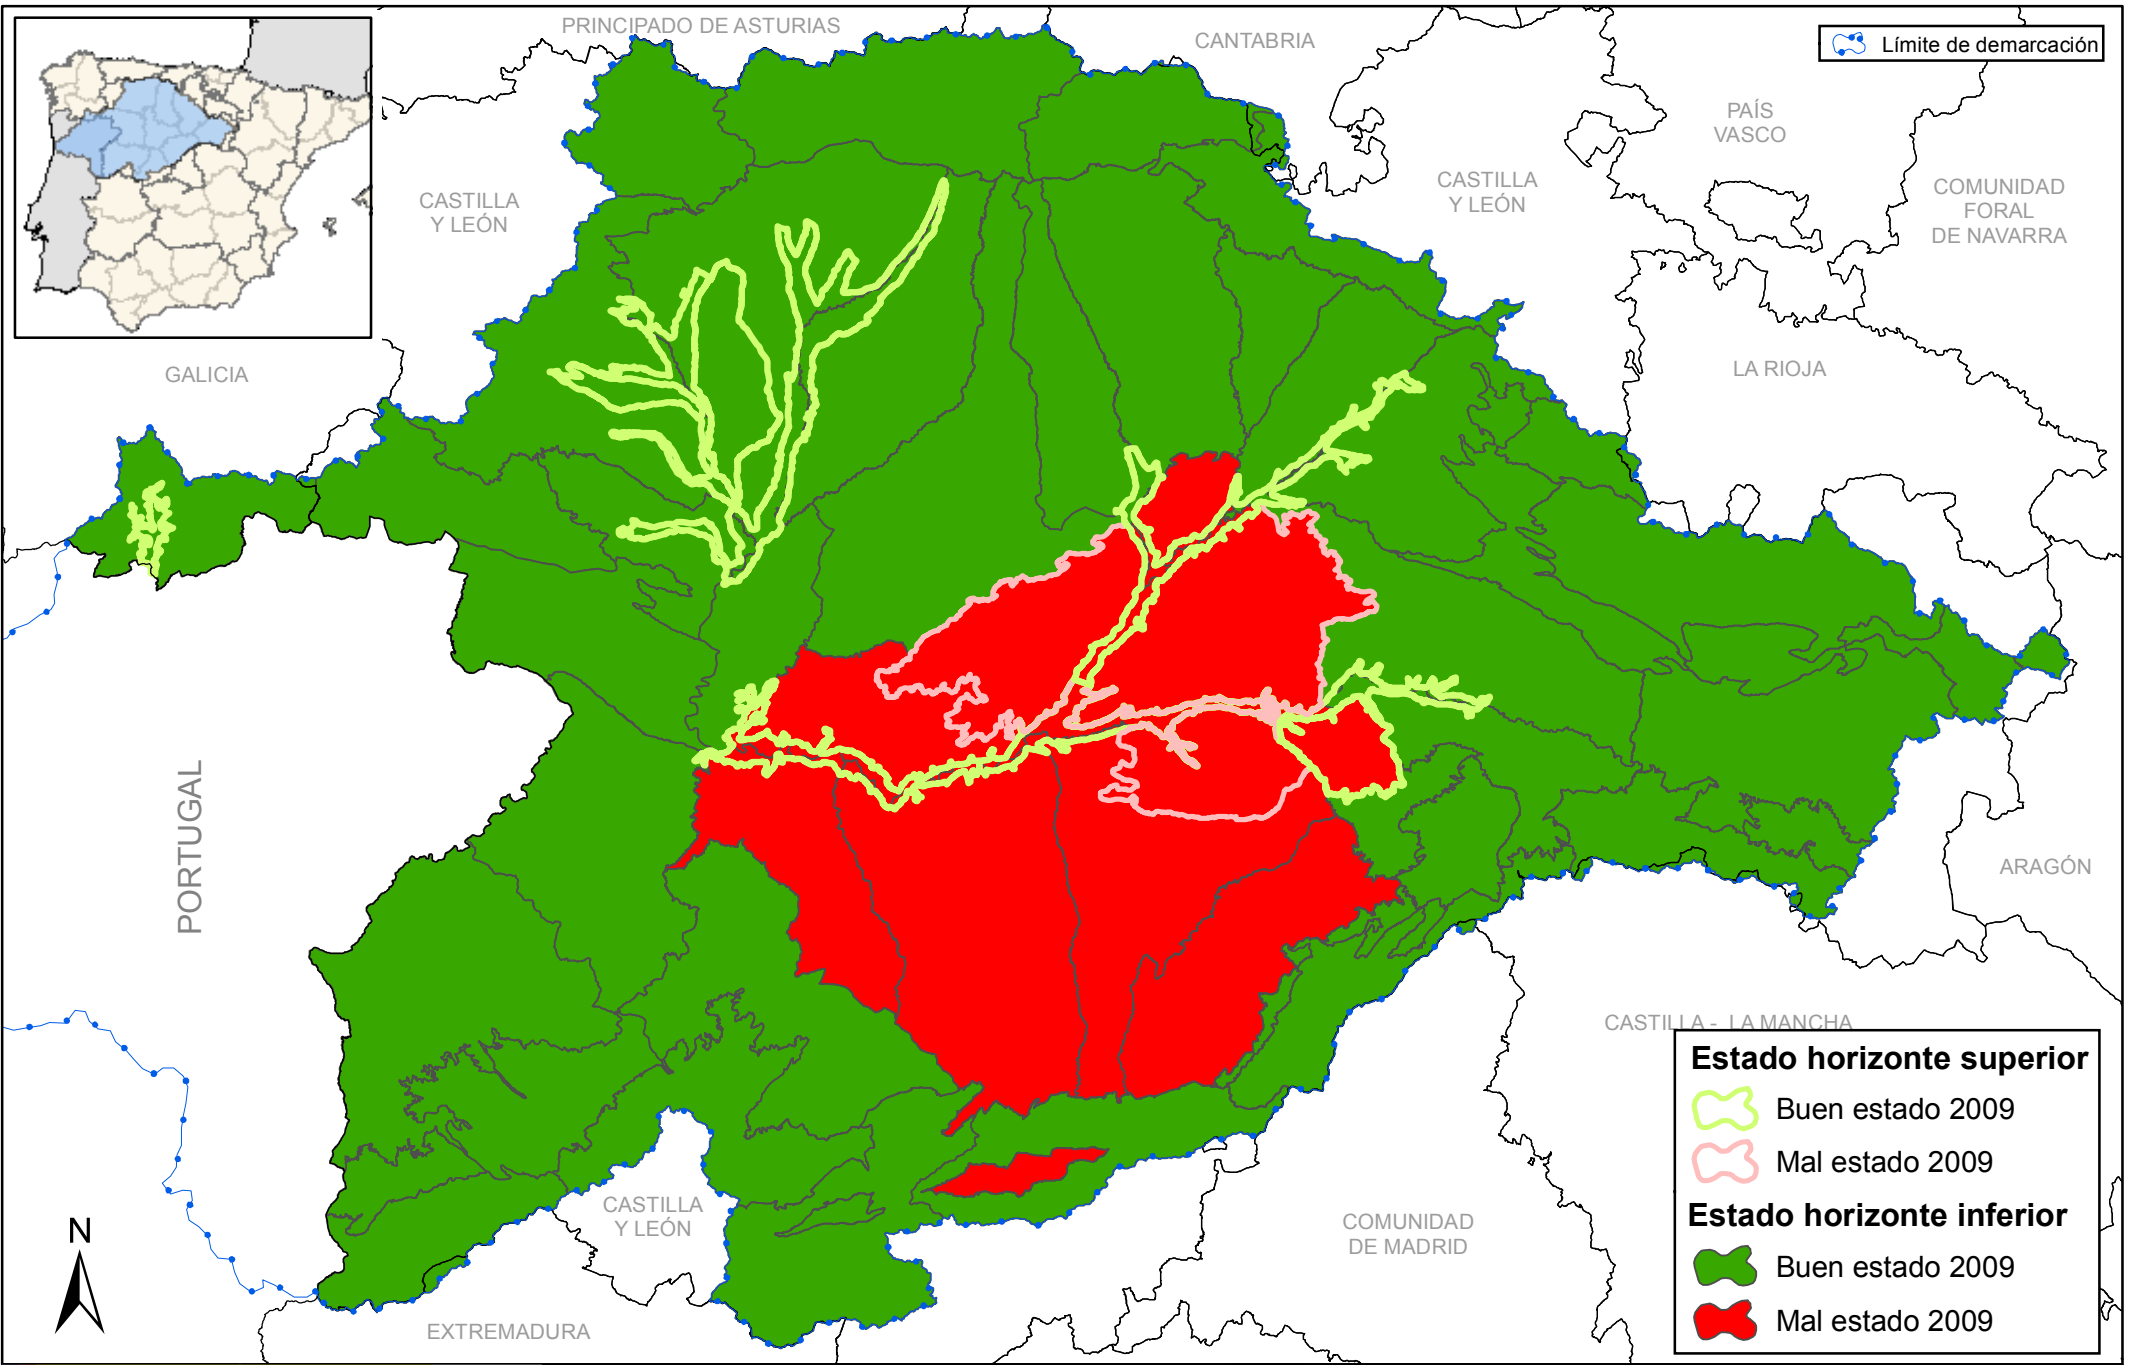 PRINCIPADO DE ASTURIAS
CANTABRIA
Límite de demarcación
PAÍS
VASCO
CASTILLA
Y LEÓN
CASTILLA
Y LEÓN
COMUNIDAD
FORAL
DE NAVARRA
GALICIA
LA RIOJA
PORTUGAL
ARAGÓN
CASTILLA - LA MANCHA
Estado horizonte superior
Buen estado 2009
Mal estado 2009
Estado horizonte inferior
Buen estado 2009
Mal estado 2009
CASTILLA
Y LEÓN
COMUNIDAD
DE MADRID
N
EXTREMADURA